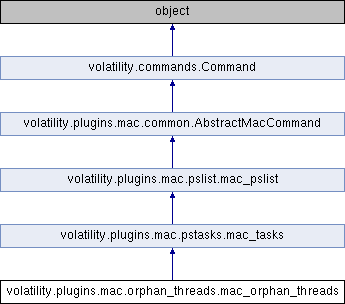 object
volatility.commands.Command
volatility.plugins.mac.common.AbstractMacCommand
volatility.plugins.mac.pslist.mac_pslist
volatility.plugins.mac.pstasks.mac_tasks
volatility.plugins.mac.orphan_threads.mac_orphan_threads